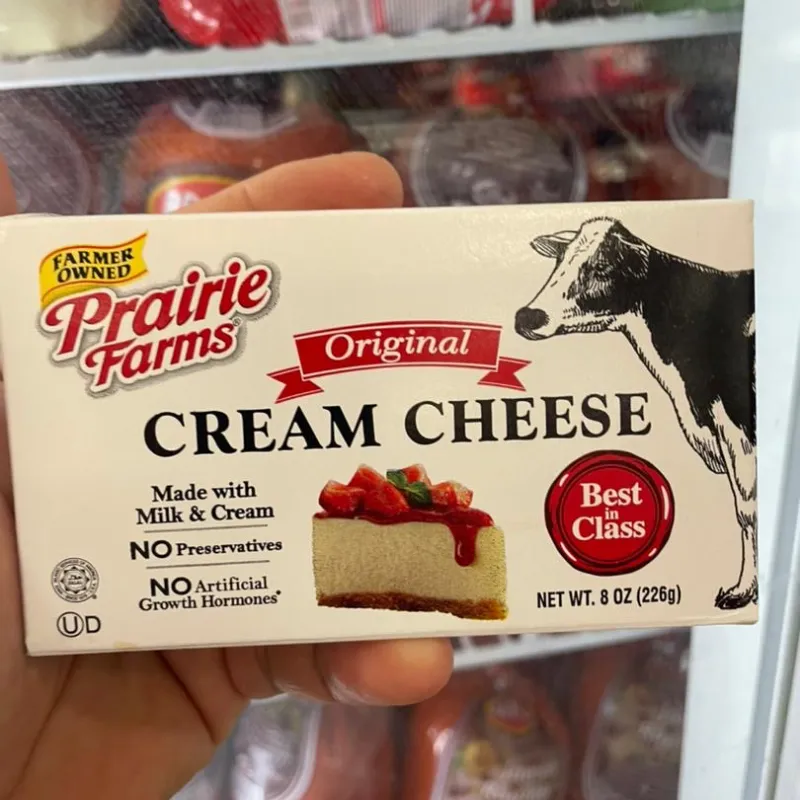 FARMER
OWNED
Prairie
Farms®
Original
CREAM CHEESE
Made with
Milk & Cream
NO Preservatives
NO Artificial
Growth Hormones*
Best
in
Class
NET WT. 8 OZ (226g)
UD